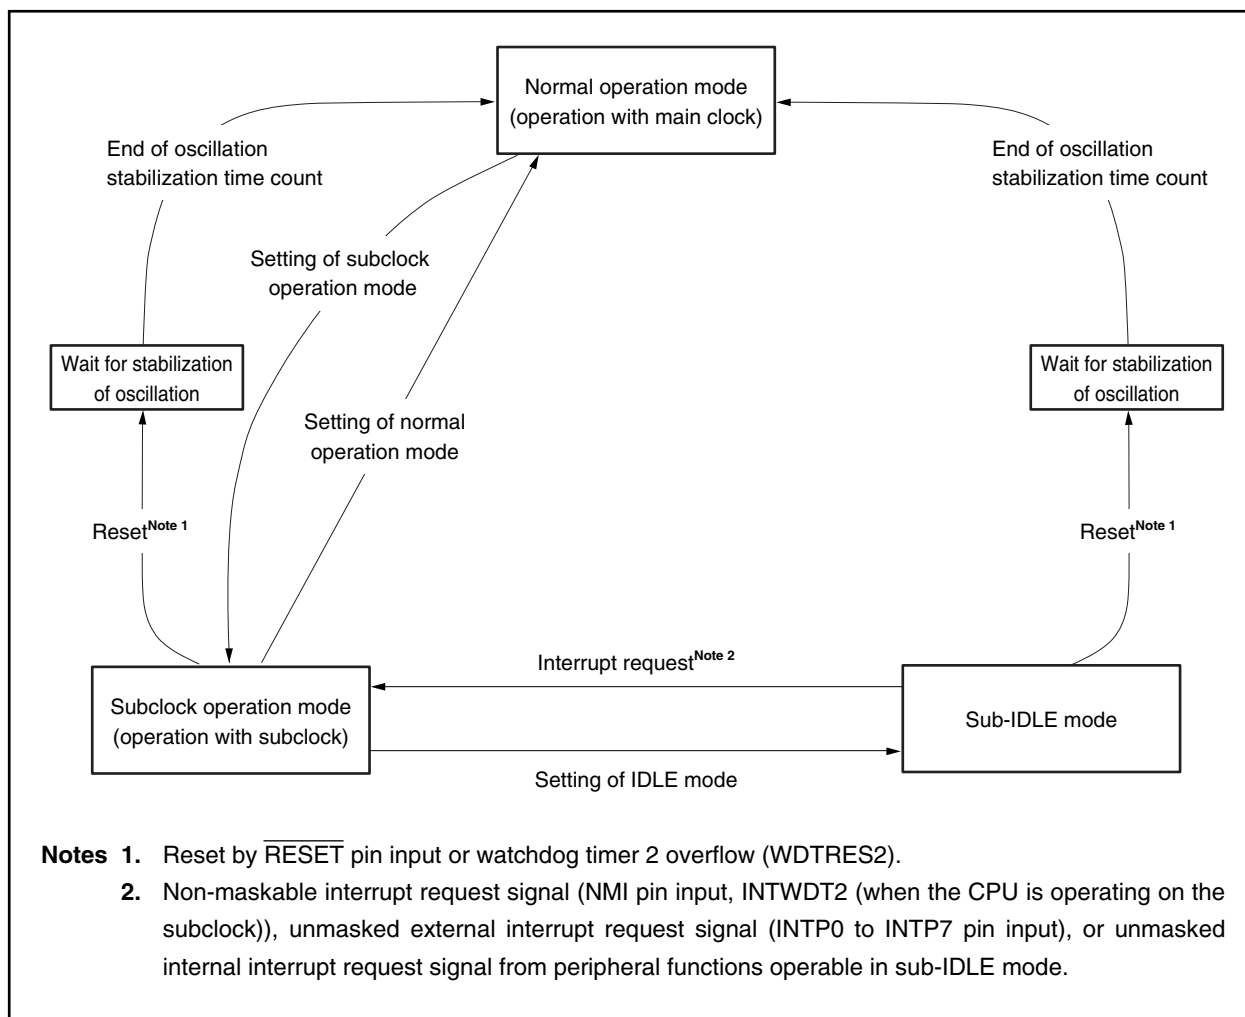 Normal operation mode
(operation with main clock)
End of oscillation
stabilization time count
End of oscillation
stabilization time count
Setting of subclock
operation mode
Wait for stabilization
of oscillation
Wait for stabilization
of oscillation
Setting of normal
operation mode
Reset Note 1
Reset Note 1
Interrupt request Note 2
Subclock operation mode
(operation with subclock)
Sub-IDLE mode
Setting of IDLE mode
Notes 1. Reset by RESET pin input or watchdog timer 2 overflow (WDTRES2).
2. Non-maskable interrupt request signal (NMI pin input, INTWDT2 (when the CPU is operating on the
subclock)), unmasked external interrupt request signal (INTP0 to INTP7 pin input), or unmasked
internal interrupt request signal from peripheral functions operable in sub-IDLE mode.